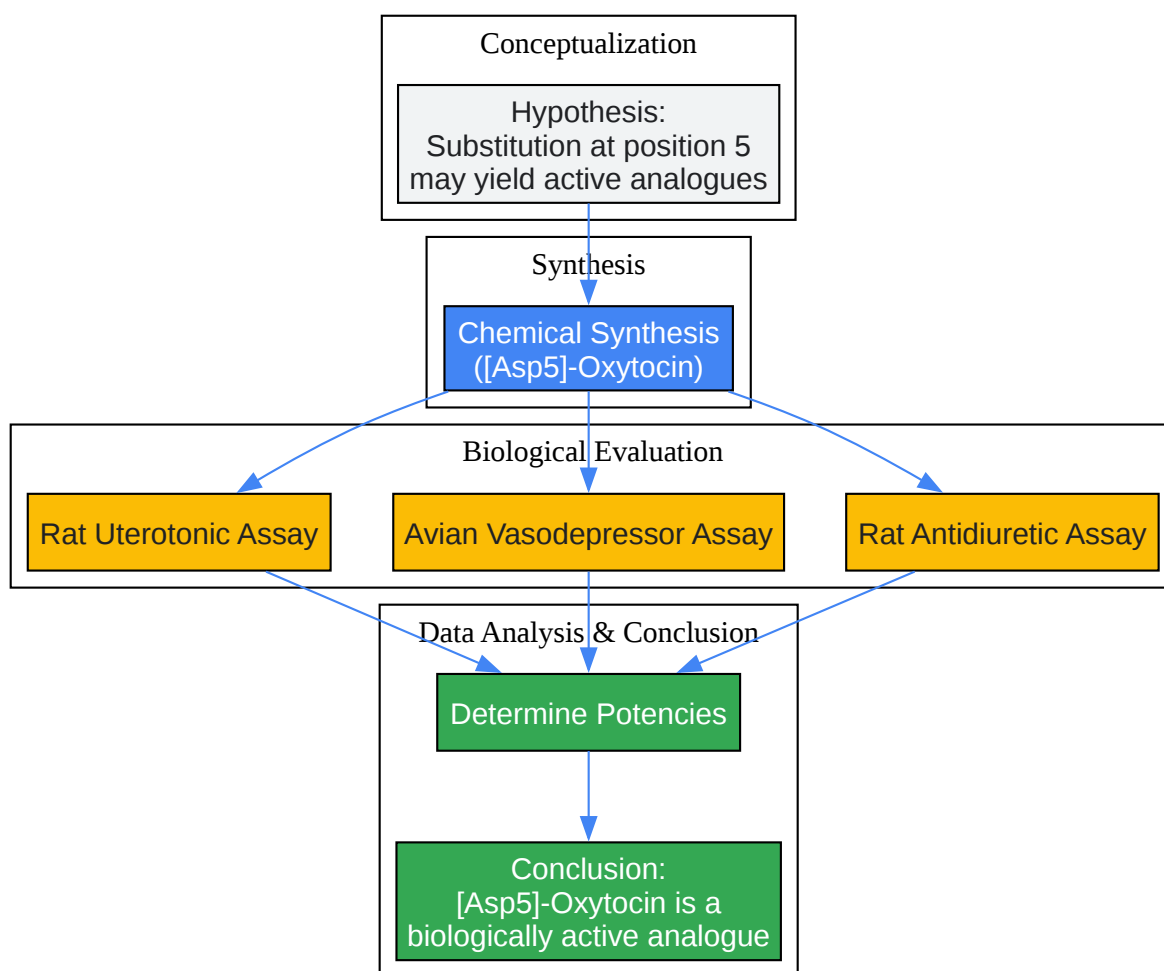 Conceptualization
Hypothesis:
Substitution at position 5
may yield active analogues
Synthesis
Chemical Synthesis
([Asp5]-Oxytocin)
Biological Evaluation
Rat Uterotonic Assay
Avian Vasodepressor Assay
Rat Antidiuretic Assay
Data Analysis & Conclusion
Determine Potencies
Conclusion:
[Asp5]-Oxytocin is a
biologically active analogue